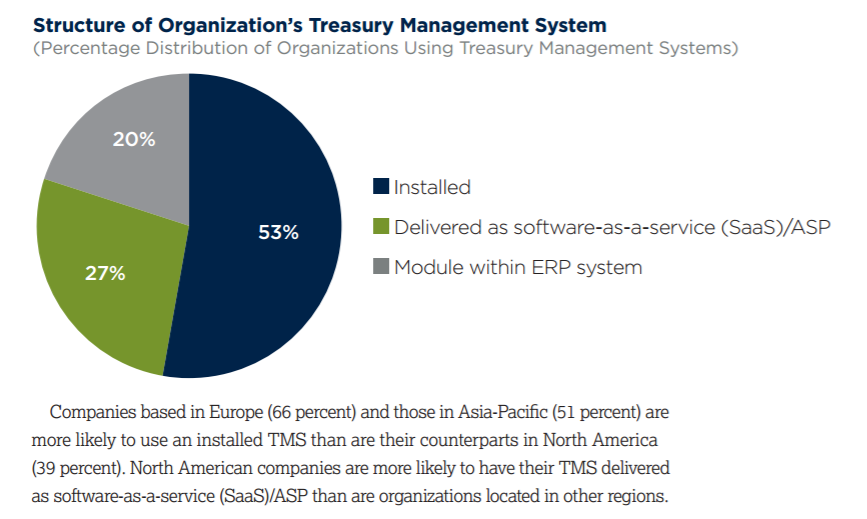 Structure of Organization’s Treasury Management System
(Percentage Distribution of Organizations Using Treasury Management Systems)
20%
53%
27%
Installed
Delivered as software-as-a-service (SaaS)/ASP
Module within ERP system
Companies based in Europe (66 percent) and those in Asia-Pacific (51 percent) are
more likely to use an installed TMS than are their counterparts in North America
(39 percent). North American companies are more likely to have their TMS delivered
as software-as-a-service (SaaS)/ASP than are organizations located in other regions.